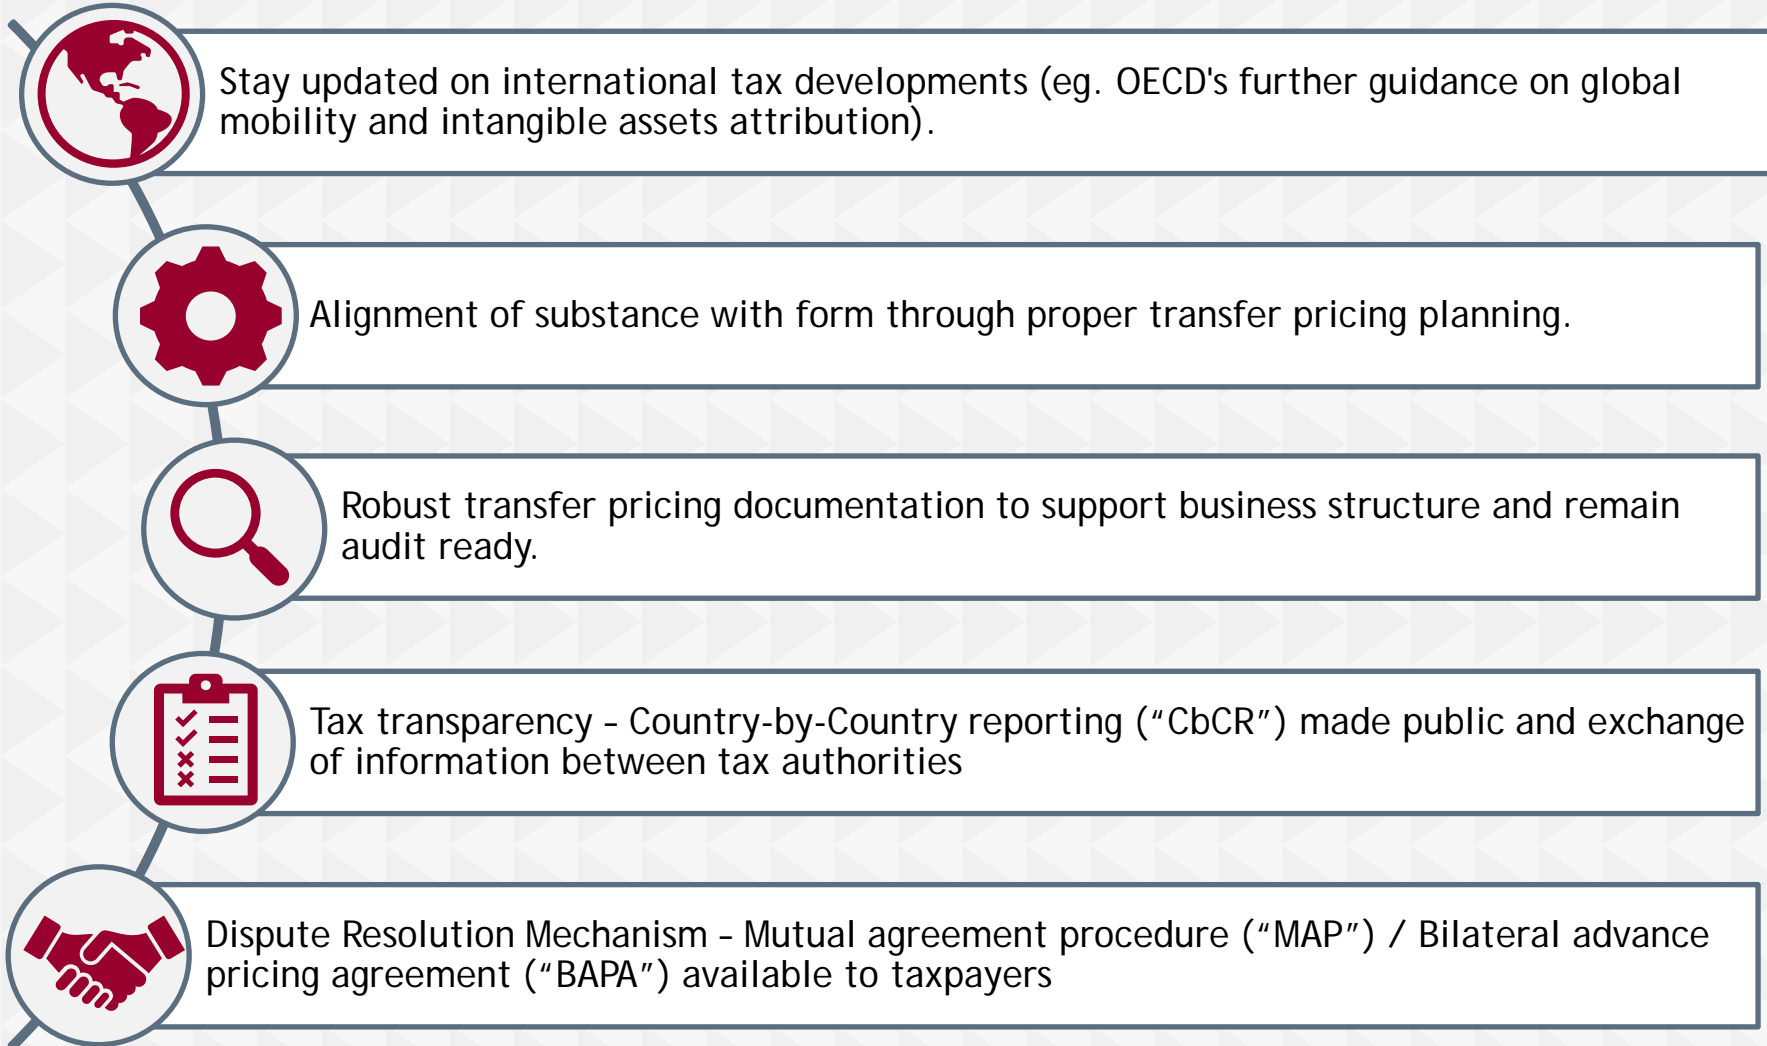 Stay updated on international tax developments (eg. OECD's further guidance on global
mobility and intangible assets attribution).
Alignment of substance with form through proper transfer pricing planning.
Robust transfer pricing documentation to support business structure and remain
audit ready.
Tax transparency – Country-by-Country reporting (“CbCR”) made public and exchange
of information between tax authorities
Dispute Resolution Mechanism – Mutual agreement procedure (“MAP”) / Bilateral advance
pricing agreement (“BAPA”) available to taxpayers